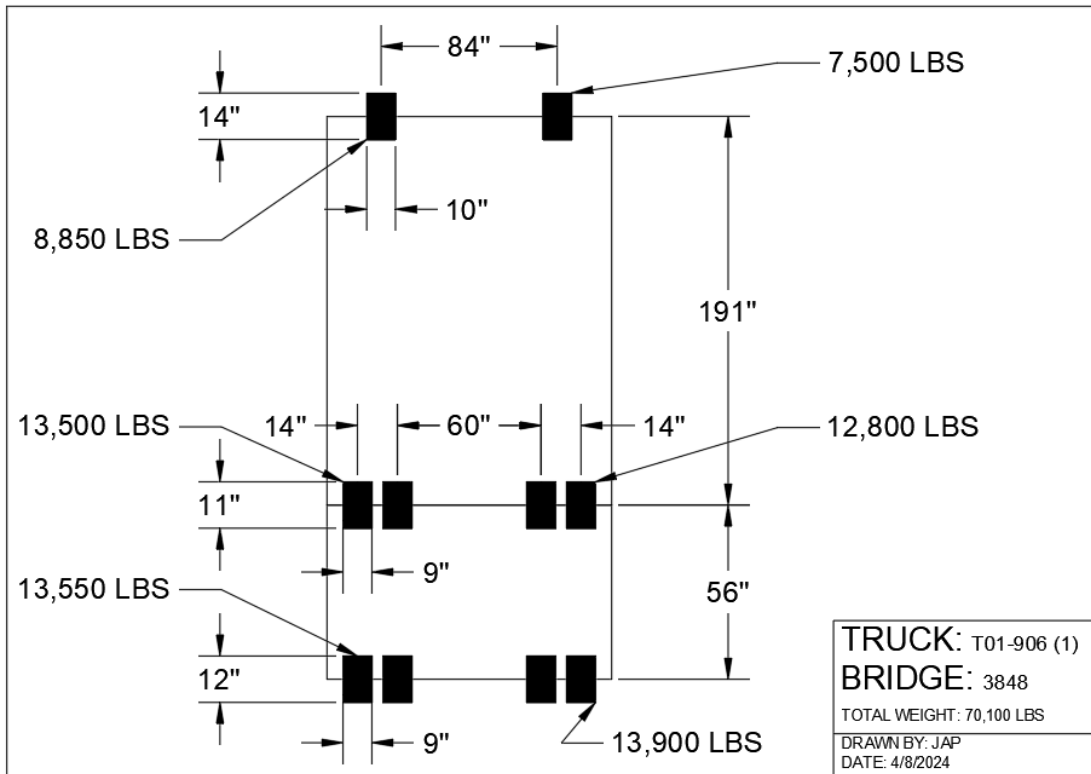 84"
7,500 LBS
14"
10"
8,850 LBS
191"
13,500 LBS
14"
60"
14"
12,800 LBS
11"
9"
13,550 LBS
56"
12"
9"
13,900 LBS
TRUCK: T01-906 (1)
BRIDGE: 3848
TOTAL WEIGHT: 70,100 LBS
DRAWN BY: JAP
DATE: 4/8/2024